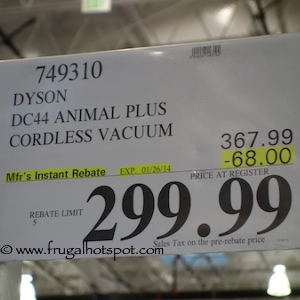 749310
DYSON
DC44 ANIMAL PLUS
CORDLESS VACUUM
367.99
-68.00
Mfr's Instant Rebate EXP. 01/26/14
PRICE AT REGISTER
REBATE LIMIT
5
299.99
Sales Tax on the pre-rebate price
www.frugalhotspot.com